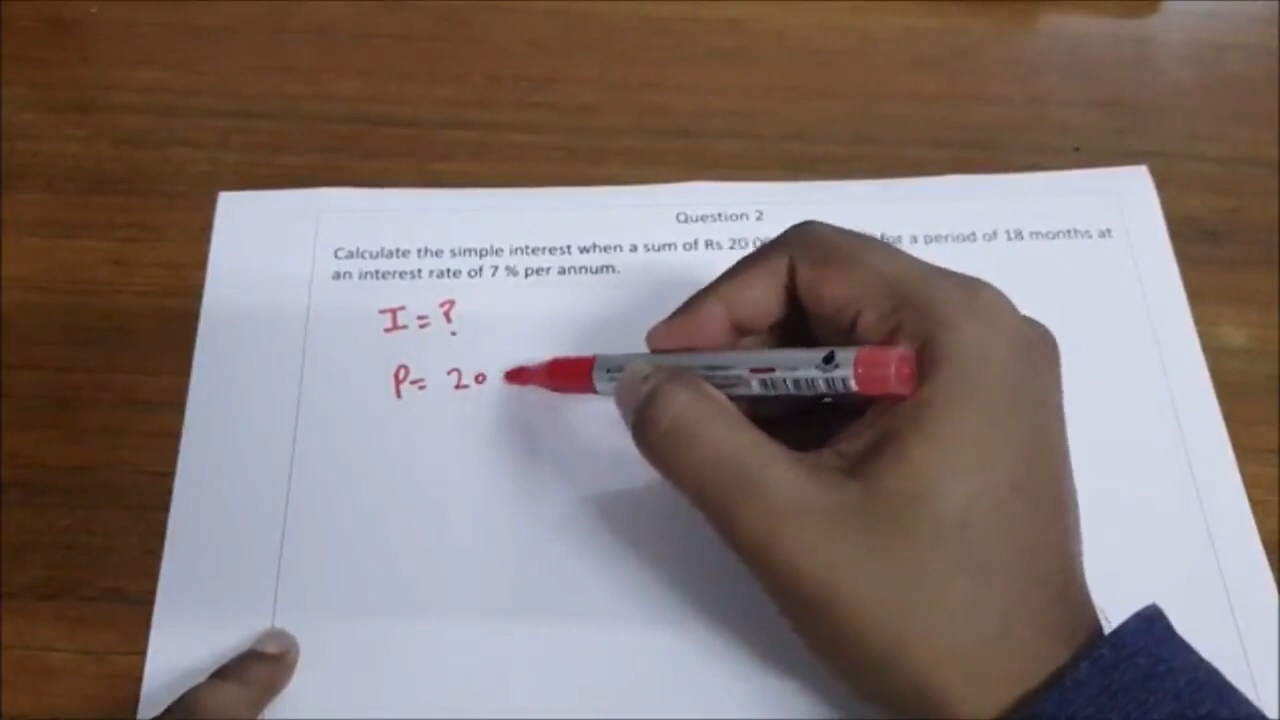 Question 2
Calculate the simple interest when a sum of Rs 20 for a period of 18 months at
an interest rate of 7 % per annum.
I = ?
P = 20